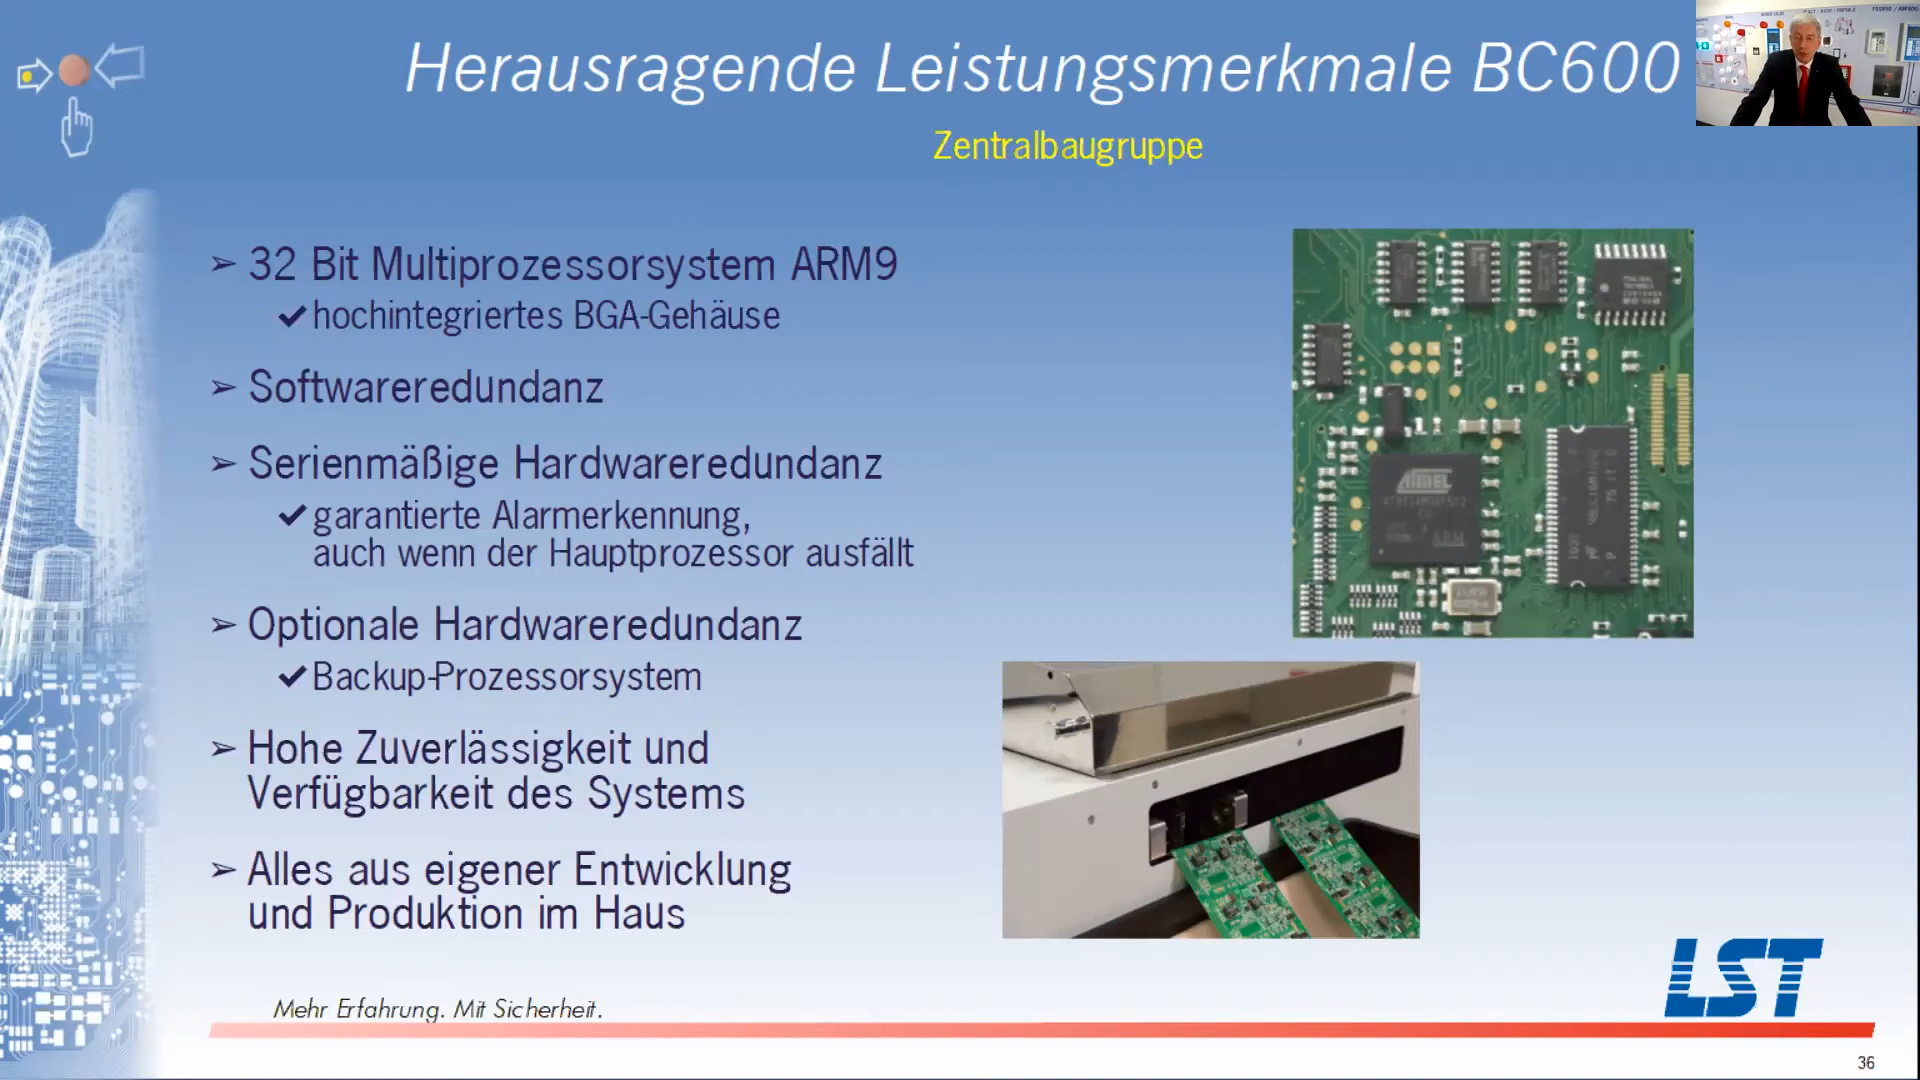 Herausragende Leistungsmerkmale BC600
Zentralbaugruppe
➢ 32 Bit Multiprozessorsystem ARM9
✔ hochintegriertes BGA-Gehäuse
➢ Softwareredundanz
➢ Serienmäßige Hardwareredundanz
✔ garantierte Alarmerkennung,
auch wenn der Hauptprozessor ausfällt
➢ Optionale Hardwareredundanz
✔ Backup-Prozessorsystem
➢ Hohe Zuverlässigkeit und
Verfügbarkeit des Systems
➢ Alles aus eigener Entwicklung
und Produktion im Haus
ATMEL
ARM
Mehr Erfahrung. Mit Sicherheit.
LST
36